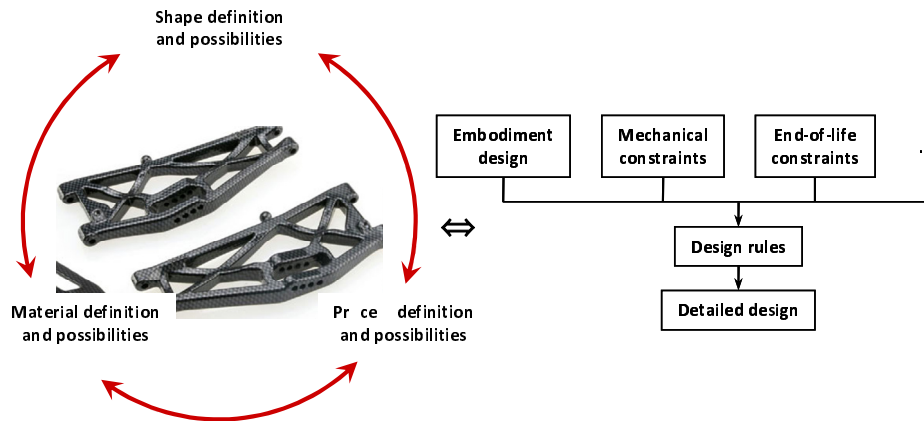 Shape definition
and possibilities
Material definition
and possibilities
definition
and possibilities
Embodiment
design
Mechanical
constraints
End-of-life
constraints
Design rules
Detailed design